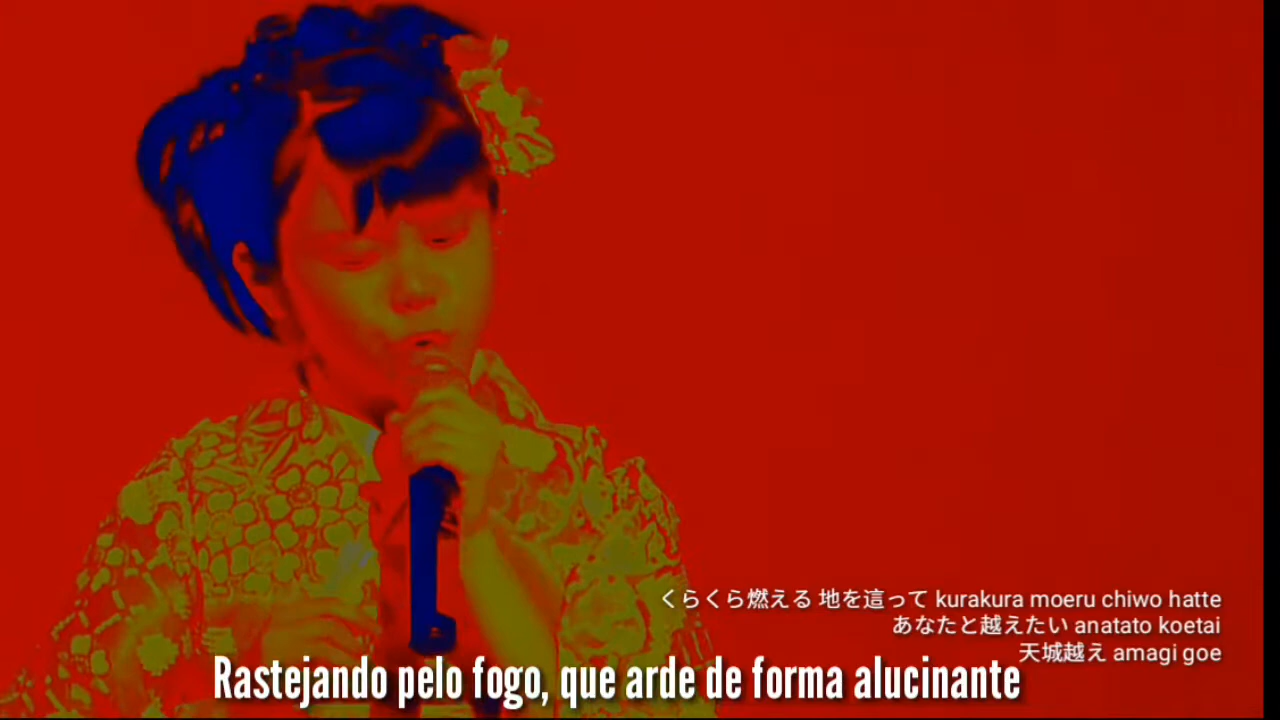 くらくら燃える 地を這って kurakura moeru chiwo hatte
あなたと越えたい anatato koetai
天城越え amagi goe
Rastejando pelo fogo, que arde de forma alucinante